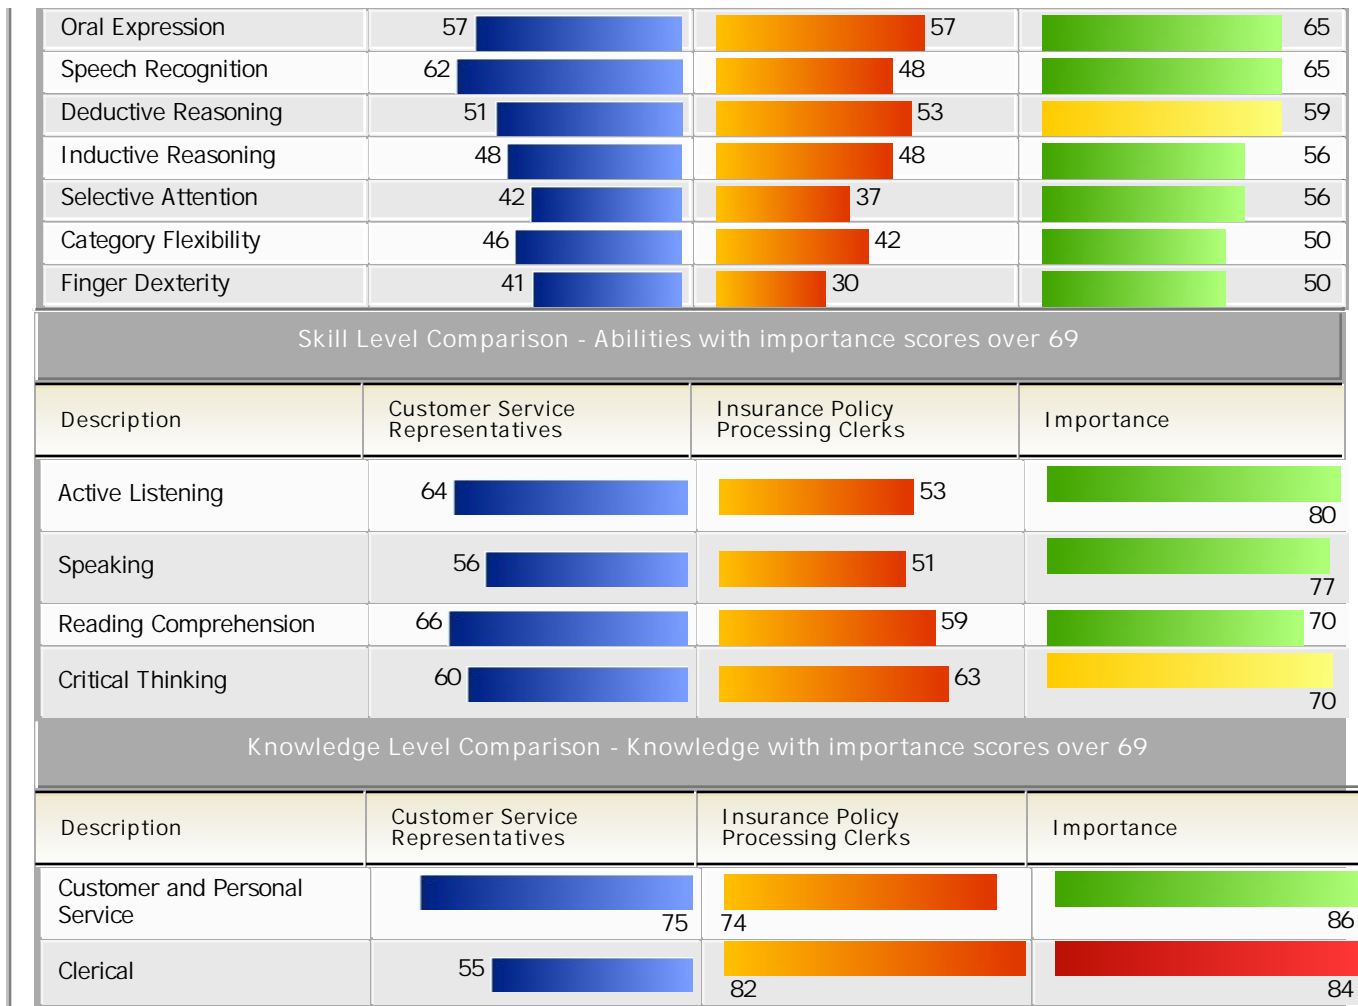 Oral Expression 57 57 65
Speech Recognition 62 48 65
Deductive Reasoning 51 53 59
Inductive Reasoning 48 48 56
Selective Attention 42 37 56
Category Flexibility 46 42 50
Finger Dexterity 41 30 50
Skill Level Comparison - Abilities with importance scores over 69
Description Customer Service Representatives Insurance Policy Processing Clerks Importance
Active Listening 64 53 80
Speaking 56 51 77
Reading Comprehension 66 59 70
Critical Thinking 60 63 70
Knowledge Level Comparison - Knowledge with importance scores over 69
Description Customer Service Representatives Insurance Policy Processing Clerks Importance
Customer and Personal Service 75 74 86
Clerical 55 82 84